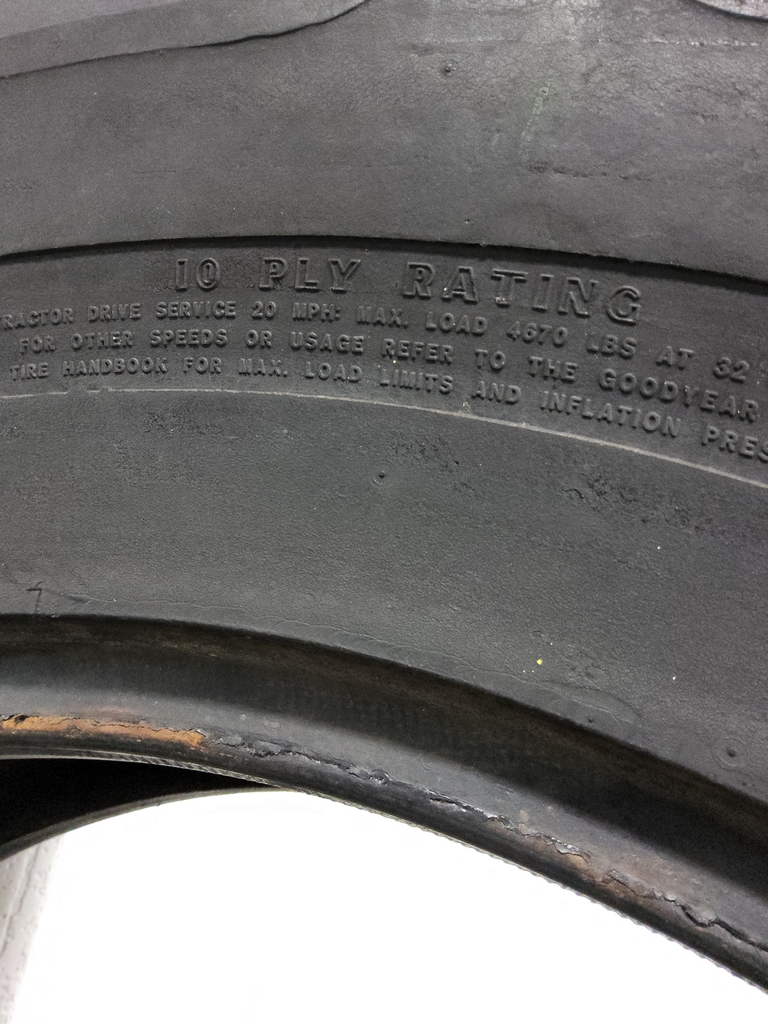 10 PLY RATING
TRACTOR DRIVE SERVICE 20 MPH: MAX. LOAD 4670 LBS AT 32
FOR OTHER SPEEDS OR USAGE REFER TO THE GOODYEAR
TIRE HANDBOOK FOR MAX. LOAD LIMITS AND INFLATION PRES